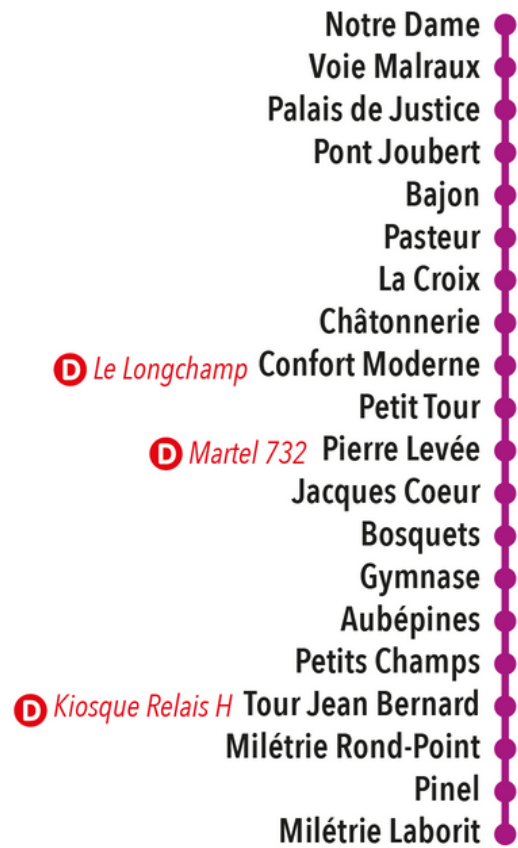 Notre Dame
Voie Malraux
Palais de Justice
Pont Joubert
Bajon
Pasteur
La Croix
Châtonnerie
D Le Longchamp Confort Moderne
Petit Tour
D Martel 732 Pierre Levée
Jacques Coeur
Bosquets
Gymnase
Aubépines
Petits Champs
D Kiosque Relais H Tour Jean Bernard
Milétrie Rond-Point
Pinel
Milétrie Laborit